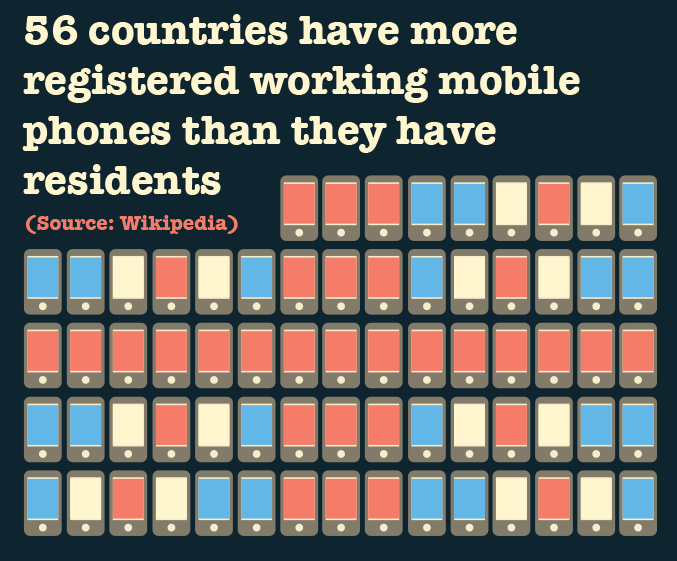 56 countries have more
registered working mobile
phones than they have
residents
(Source: Wikipedia)